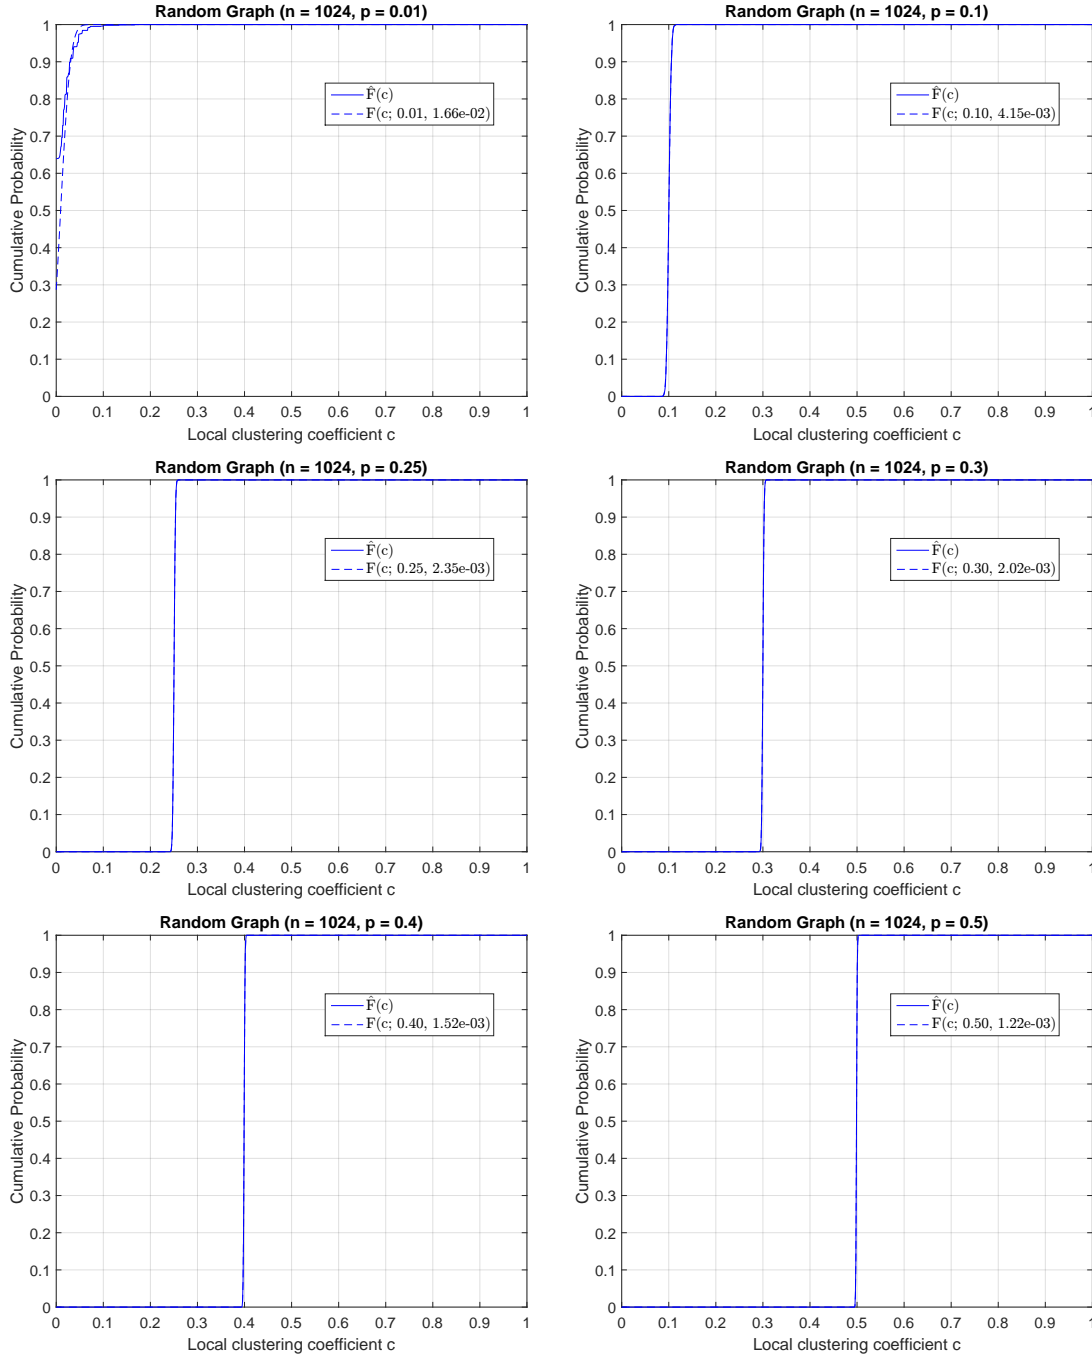 Random Graph (n = 1024, p = 0.01)
Cumulative Probability
1
0.9
0.8
0.7
0.6
0.5
0.4
0.3
0.2
0.1
0
F̂(c)
F(c; 0.01, 1.66e-02)
0 0.1 0.2 0.3 0.4 0.5 0.6 0.7 0.8 0.9 1
Local clustering coefficient c
Random Graph (n = 1024, p = 0.1)
Cumulative Probability
1
0.9
0.8
0.7
0.6
0.5
0.4
0.3
0.2
0.1
0
F̂(c)
F(c; 0.10, 4.15e-03)
0 0.1 0.2 0.3 0.4 0.5 0.6 0.7 0.8 0.9 1
Local clustering coefficient c
Random Graph (n = 1024, p = 0.25)
Cumulative Probability
1
0.9
0.8
0.7
0.6
0.5
0.4
0.3
0.2
0.1
0
F̂(c)
F(c; 0.25, 2.35e-03)
0 0.1 0.2 0.3 0.4 0.5 0.6 0.7 0.8 0.9 1
Local clustering coefficient c
Random Graph (n = 1024, p = 0.3)
Cumulative Probability
1
0.9
0.8
0.7
0.6
0.5
0.4
0.3
0.2
0.1
0
F̂(c)
F(c; 0.30, 2.02e-03)
0 0.1 0.2 0.3 0.4 0.5 0.6 0.7 0.8 0.9 1
Local clustering coefficient c
Random Graph (n = 1024, p = 0.4)
Cumulative Probability
1
0.9
0.8
0.7
0.6
0.5
0.4
0.3
0.2
0.1
0
F̂(c)
F(c; 0.40, 1.52e-03)
0 0.1 0.2 0.3 0.4 0.5 0.6 0.7 0.8 0.9 1
Local clustering coefficient c
Random Graph (n = 1024, p = 0.5)
Cumulative Probability
1
0.9
0.8
0.7
0.6
0.5
0.4
0.3
0.2
0.1
0
F̂(c)
F(c; 0.50, 1.22e-03)
0 0.1 0.2 0.3 0.4 0.5 0.6 0.7 0.8 0.9 1
Local clustering coefficient c